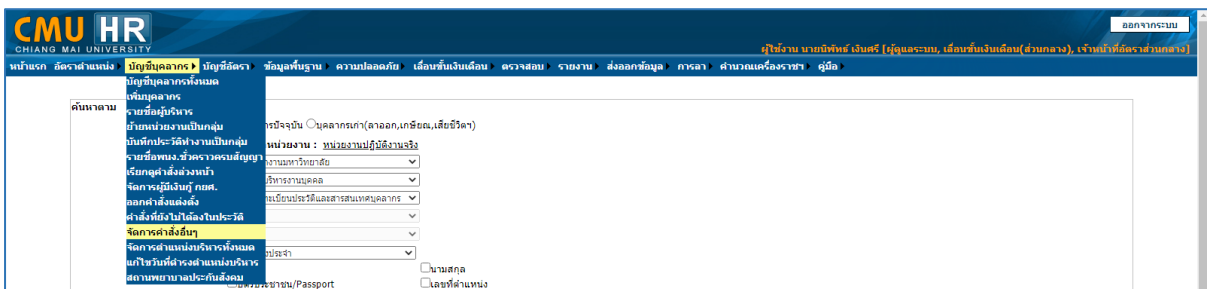 CMU HR
CHIANG MAI UNIVERSITY
ออกจากระบบ
ผู้ใช้งาน นายนิพัทธ์ เงินศรี [ผู้ดูแลระบบ, เลื่อนขั้นเงินเดือน(ส่วนกลาง), เจ้าหน้าที่อัตราส่วนกลาง]
หน้าแรก อัตราตำแหน่ง บัญชีบุคลากร บัญชีอัตรา ข้อมูลพื้นฐาน ความปลอดภัย เลื่อนขั้นเงินเดือน ตรวจสอบ รายงาน ส่งออกข้อมูล การลา คำนวณเครื่องราชฯ คู่มือ
บัญชีบุคลากรทั้งหมด
เพิ่มบุคลากร
รายชื่อผู้บริหาร
ย้ายหน่วยงานเป็นกลุ่ม
บันทึกประวัติทำงานเป็นกลุ่ม
รายชื่อพนง.ชั่วคราวครบสัญญา
เรียกดูคำสั่งล่วงหน้า
จัดการผู้มีเงินกู้ กยศ.
ออกคำสั่งแต่งตั้ง
คำสั่งที่ยังไม่ได้ลงในประวัติ
จัดการคำสั่งอื่นๆ
จัดการตำแหน่งบริหารทั้งหมด
แก้ไขวันที่ดำรงตำแหน่งบริหาร
สถานพยาบาลประกันสังคม
ค้นหาตาม
ปัจจุบัน บุคลากรเก่า(ลาออก,เกษียณ,เสียชีวิตฯ)
หน่วยงาน : หน่วยงานปฏิบัติงานจริง
งานมหาวิทยาลัย
บริหารงานบุคคล
ทะเบียนประวัติและสารสนเทศบุคลากร
ประจำ
นามสกุล
ประชาชน/Passport เลขที่ตำแหน่ง